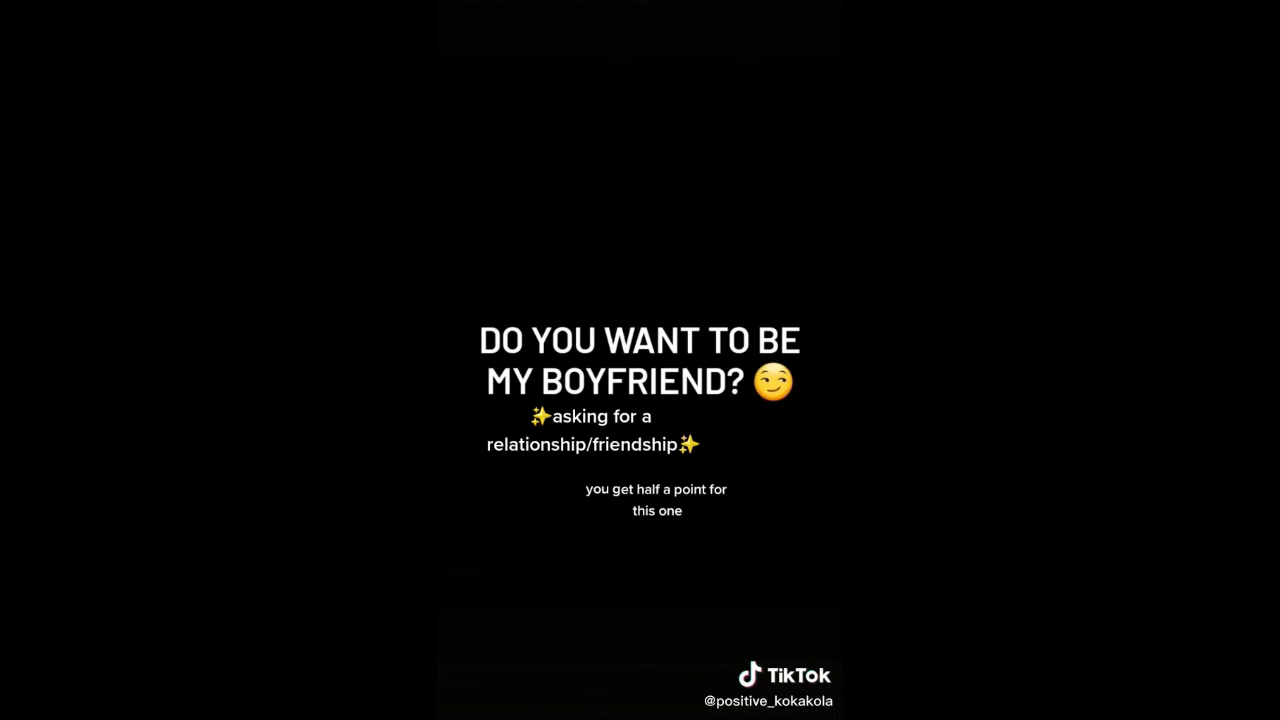 DO YOU WANT TO BE
MY BOYFRIEND? 😏
✨asking for a
relationship/friendship✨
you get half a point for
this one
TikTok
@positive_kokakola